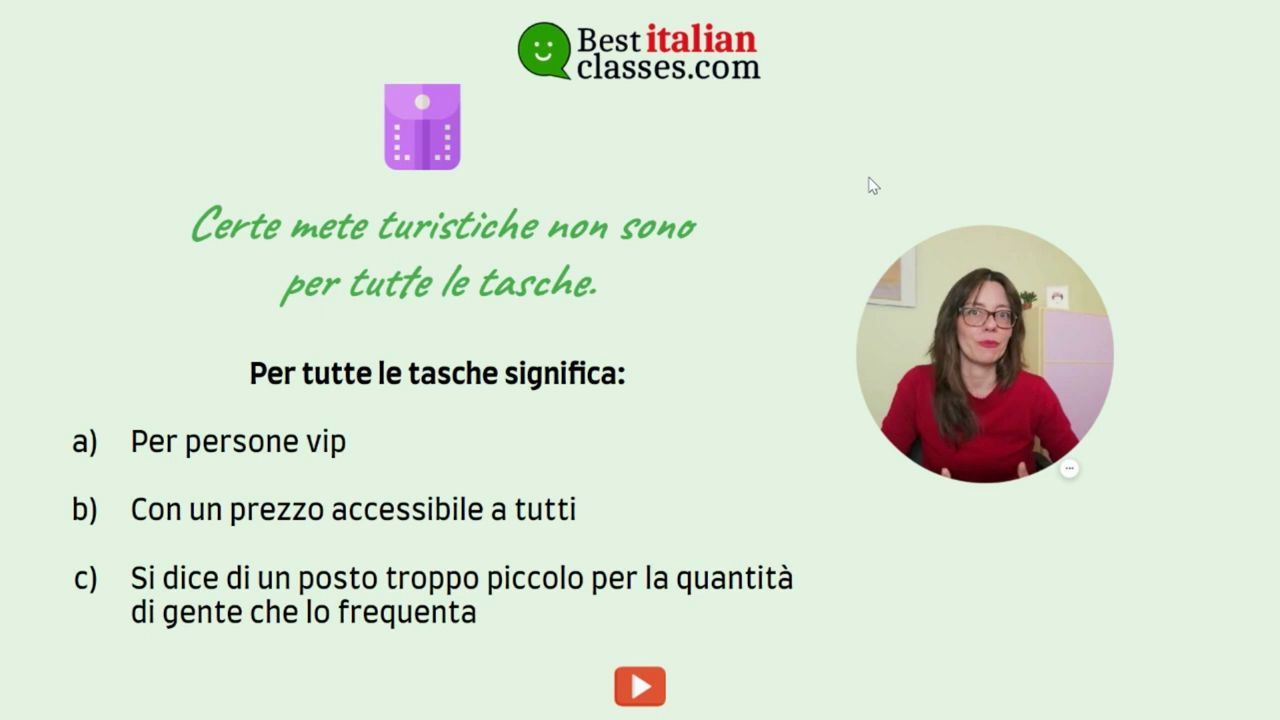 Best italian
classes.com
Certe mete turistiche non sono
per tutte le tasche.
Per tutte le tasche significa:
a) Per persone vip
b) Con un prezzo accessibile a tutti
c) Si dice di un posto troppo piccolo per la quantità
di gente che lo frequenta